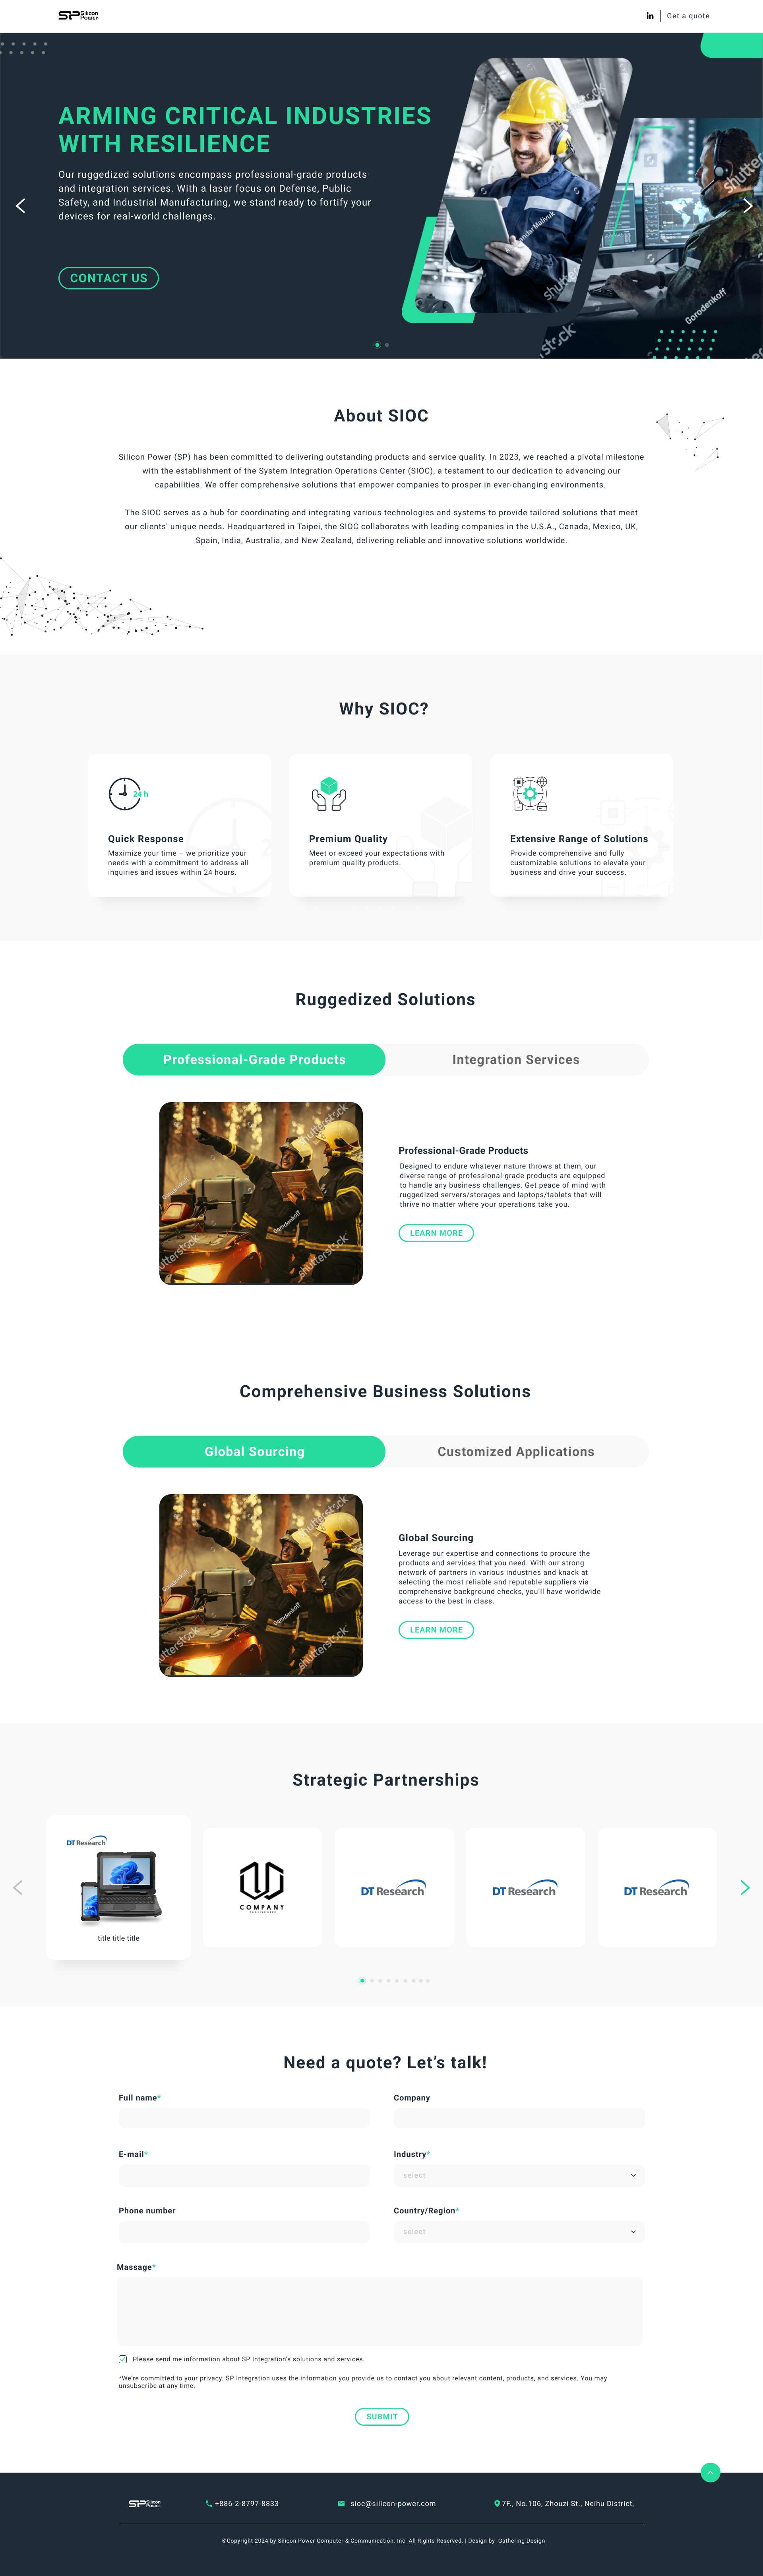 SP Silicon Power
in | Get a quote
ARMING CRITICAL INDUSTRIES
WITH RESILIENCE
Our ruggedized solutions encompass professional-grade products
and integration services. With a laser focus on Defense, Public
Safety, and Industrial Manufacturing, we stand ready to fortify your
devices for real-world challenges.
CONTACT US
shutterstock
Gorodenkoff
About SIOC
Silicon Power (SP) has been committed to delivering outstanding products and service quality. In 2023, we reached a pivotal milestone
with the establishment of the System Integration Operations Center (SIOC), a testament to our dedication to advancing our
capabilities. We offer comprehensive solutions that empower companies to prosper in ever-changing environments.
The SIOC serves as a hub for coordinating and integrating various technologies and systems to provide tailored solutions that meet
our clients' unique needs. Headquartered in Taipei, the SIOC collaborates with leading companies in the U.S.A., Canada, Mexico, UK,
Spain, India, Australia, and New Zealand, delivering reliable and innovative solutions worldwide.
Why SIOC?
24 h
Quick Response
Maximize your time – we prioritize your
needs with a commitment to address all
inquiries and issues within 24 hours.
Premium Quality
Meet or exceed your expectations with
premium quality products.
Extensive Range of Solutions
Provide comprehensive and fully
customizable solutions to elevate your
business and drive your success.
Ruggedized Solutions
Professional-Grade Products
Integration Services
shutterstock
Gorodenkoff
shutterstock
Professional-Grade Products
Designed to endure whatever nature throws at them, our
diverse range of professional-grade products are equipped
to handle any business challenges. Get peace of mind with
ruggedized servers/storages and laptops/tablets that will
thrive no matter where your operations take you.
LEARN MORE
Comprehensive Business Solutions
Global Sourcing
Customized Applications
shutterstock
Gorodenkoff
shutterstock
Global Sourcing
Leverage our expertise and connections to procure the
products and services that you need. With our strong
network of partners in various industries and knack at
selecting the most reliable and reputable suppliers via
comprehensive background checks, you'll have worldwide
access to the best in class.
LEARN MORE
Strategic Partnerships
DT Research
title title title
COMPANY
DT Research
DT Research
DT Research
Need a quote? Let’s talk!
Full name*
Company
E-mail*
Industry*
select
Phone number
Country/Region*
select
Massage*
Please send me information about SP Integration's solutions and services.
*We're committed to your privacy. SP Integration uses the information you provide us to contact you about relevant content, products, and services. You may
unsubscribe at any time.
SUBMIT
SP Silicon Power
+886-2-8797-8833
sioc@silicon-power.com
7F., No.106, Zhouzi St., Neihu District,
©Copyright 2024 by Silicon Power Computer & Communication. Inc All Rights Reserved. | Design by Gathering Design